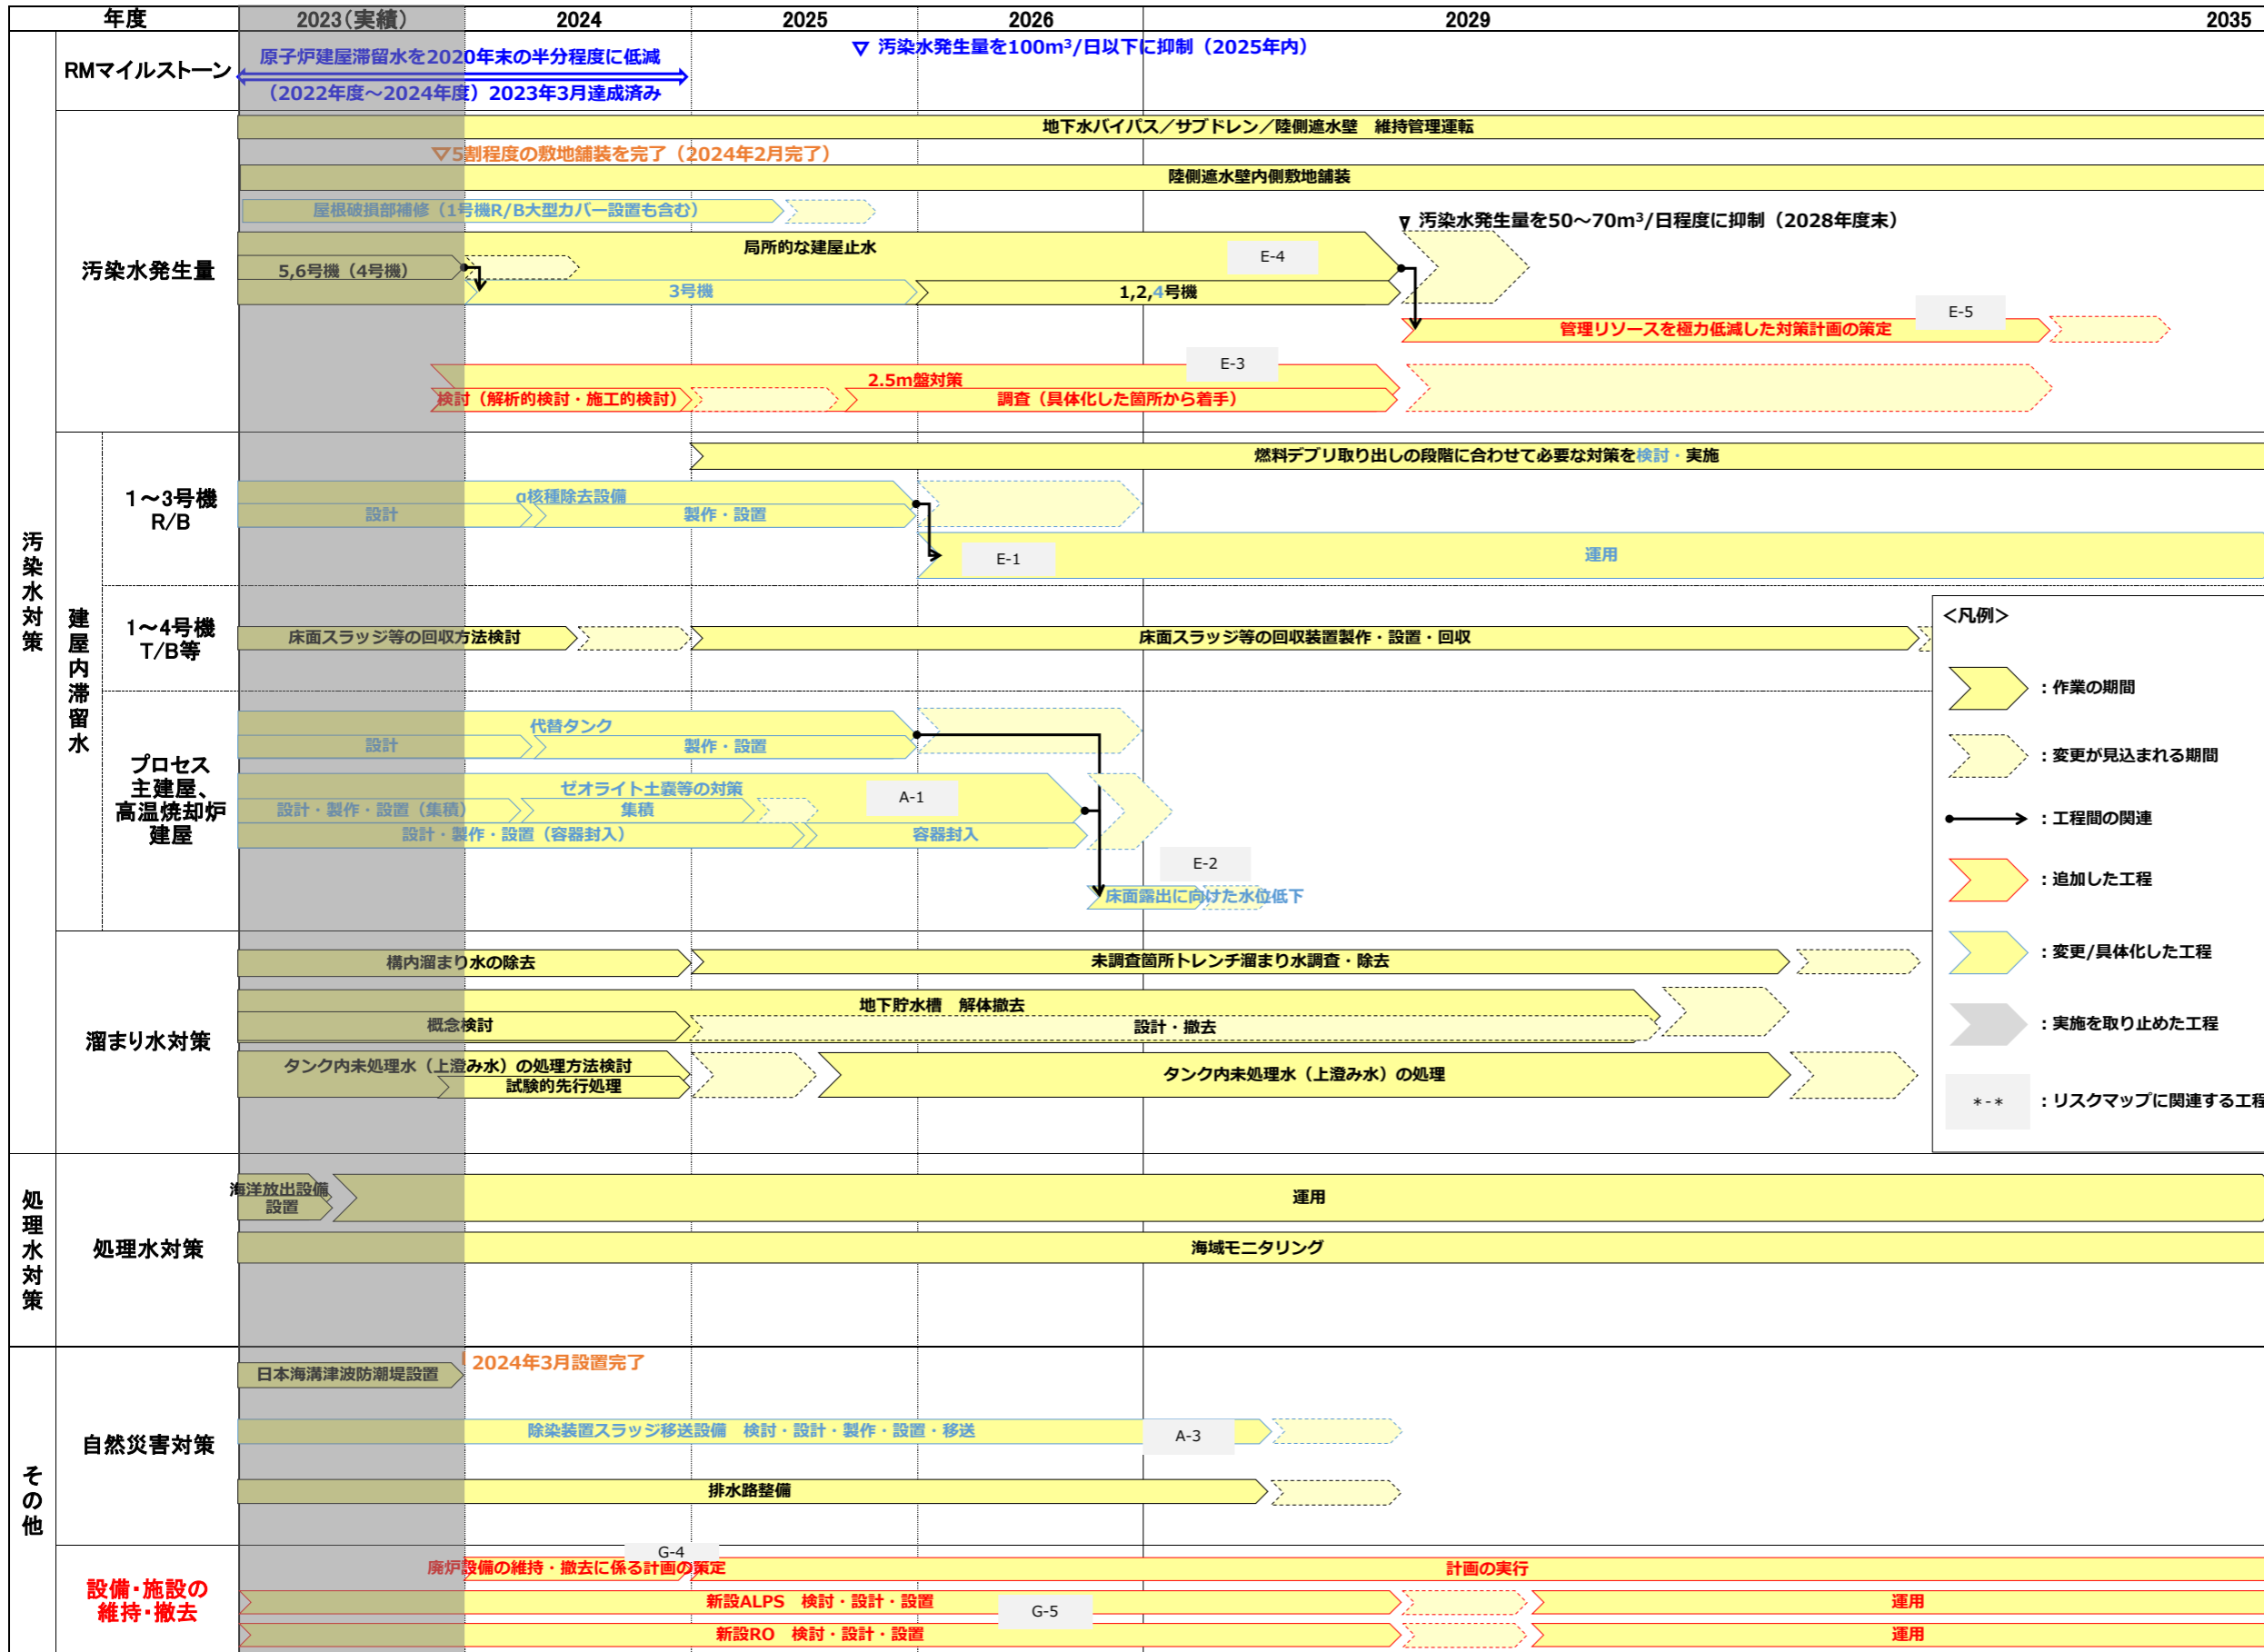 年度
2023（実績）
2024
2025
2026
2029
2035
汚染水対策
RMマイルストーン
原子炉建屋滞留水を2020年末の半分程度に低減
（2022年度～2024年度）2023年3月達成済み
▽ 汚染水発生量を100m³/日以下に抑制（2025年内）
汚染水発生量
地下水バイパス／サブドレン／陸側遮水壁　維持管理運転
▽5割程度の敷地舗装を完了（2024年2月完了）
陸側遮水壁内側敷地舗装
屋根破損部補修（1号機R/B大型カバー設置も含む）
▽ 汚染水発生量を50～70m³/日程度に抑制（2028年度末）
局所的な建屋止水
E-4
5,6号機（4号機）
3号機
1,2,4号機
E-5
管理リソースを極力低減した対策計画の策定
E-3
2.5m盤対策
検討（解析的検討・施工的検討）
調査（具体化した箇所から着手）
建屋内滞留水
1～3号機
R/B
燃料デブリ取り出しの段階に合わせて必要な対策を検討・実施
α核種除去設備
設計
製作・設置
E-1
運用
1～4号機
T/B等
床面スラッジ等の回収方法検討
床面スラッジ等の回収装置製作・設置・回収
プロセス
主建屋、
高温焼却炉
建屋
代替タンク
設計
製作・設置
ゼオライト土嚢等の対策
A-1
設計・製作・設置（集積）
集積
設計・製作・設置（容器封入）
容器封入
E-2
床面露出に向けた水位低下
溜まり水対策
構内溜まり水の除去
未調査箇所トレンチ溜まり水調査・除去
地下貯水槽　解体撤去
概念検討
設計・撤去
タンク内未処理水（上澄み水）の処理方法検討
試験的先行処理
タンク内未処理水（上澄み水）の処理
＜凡例＞
：作業の期間
：変更が見込まれる期間
：工程間の関連
：追加した工程
：変更/具体化した工程
：実施を取り止めた工程
*-*
：リスクマップに関連する工程
処理水対策
処理水対策
海洋放出設備
設置
運用
海域モニタリング
その他
自然災害対策
日本海溝津波防潮堤設置
2024年3月設置完了
除染装置スラッジ移送設備　検討・設計・製作・設置・移送
A-3
排水路整備
設備・施設の
維持・撤去
G-4
廃炉設備の維持・撤去に係る計画の策定
計画の実行
新設ALPS　検討・設計・設置
G-5
運用
新設RO　検討・設計・設置
運用